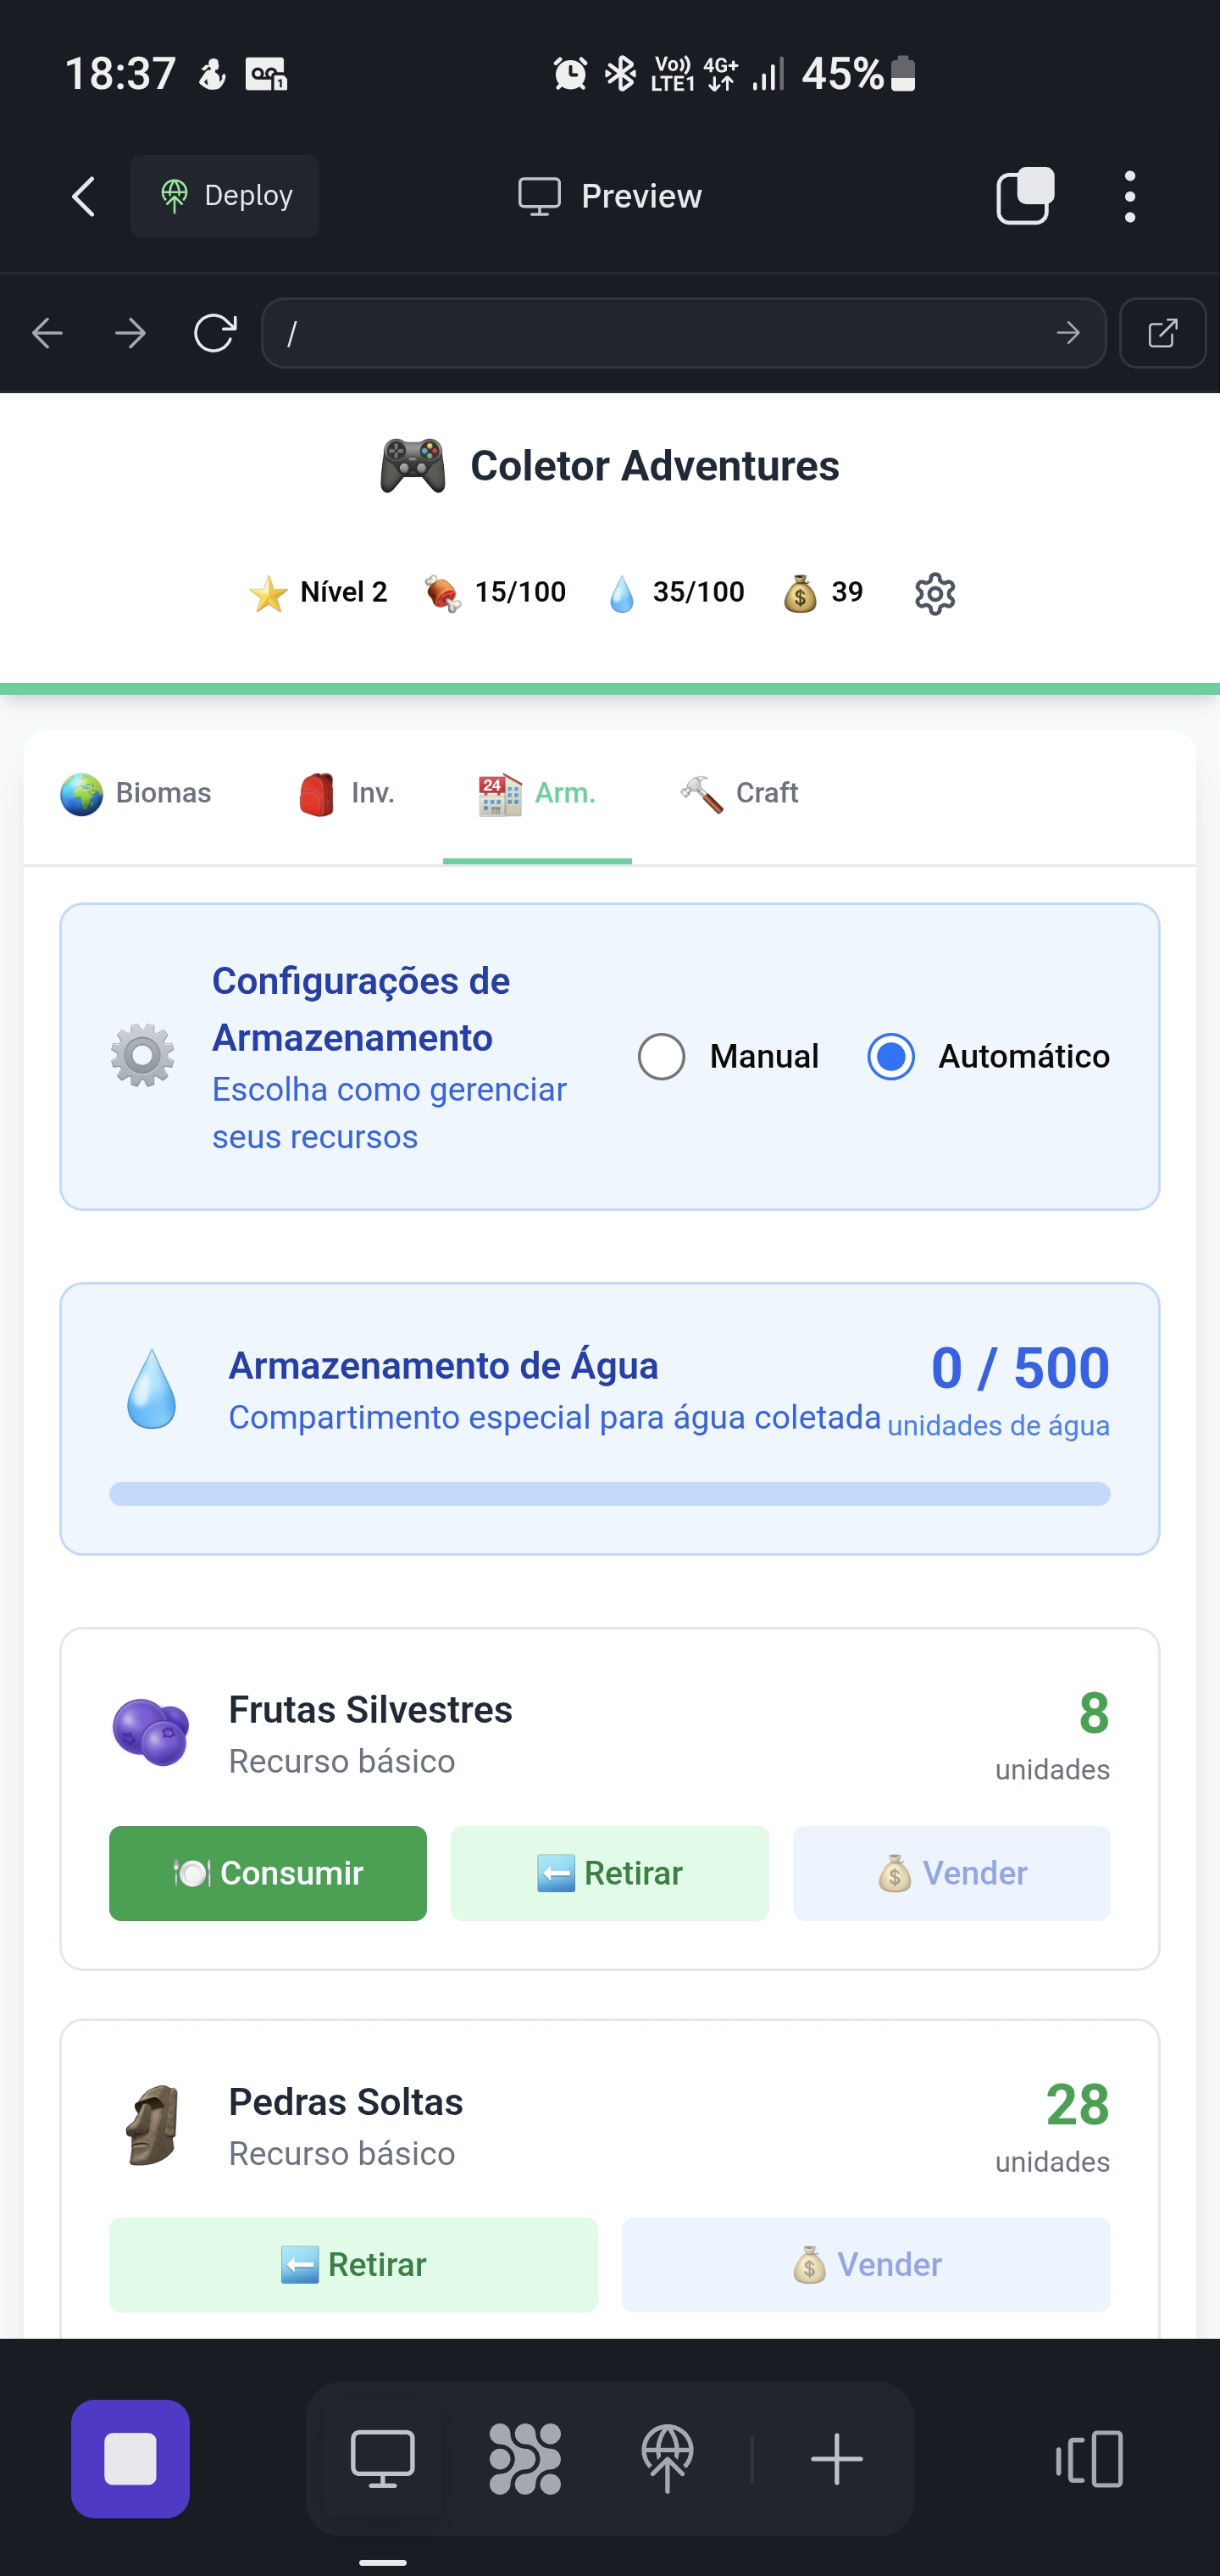 18:37
Vo)) LTE1 4G+ 45%
Deploy
Preview
/
Coletor Adventures
Nível 2 15/100 35/100 39
Biomas Inv. Arm. Craft
Configurações de
Armazenamento
Escolha como gerenciar
seus recursos
Manual Automático
Armazenamento de Água
Compartimento especial para água coletada
0 / 500
unidades de água
Frutas Silvestres
Recurso básico
8
unidades
Consumir Retirar Vender
Pedras Soltas
Recurso básico
28
unidades
Retirar Vender